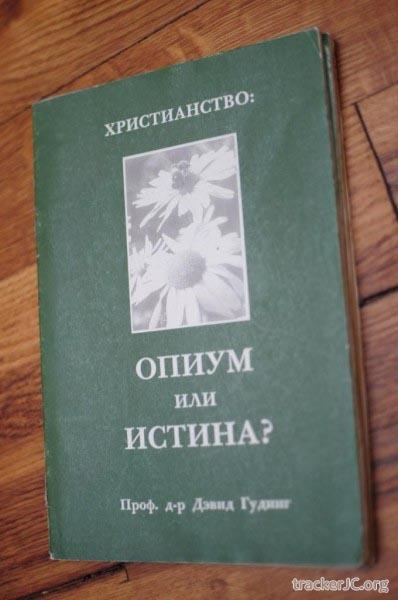 ХРИСТИАНСТВО:
ОПИУМ
ИЛИ
ИСТИНА?
Проф. д-р Дэвид Гудинг
trackerJC.org